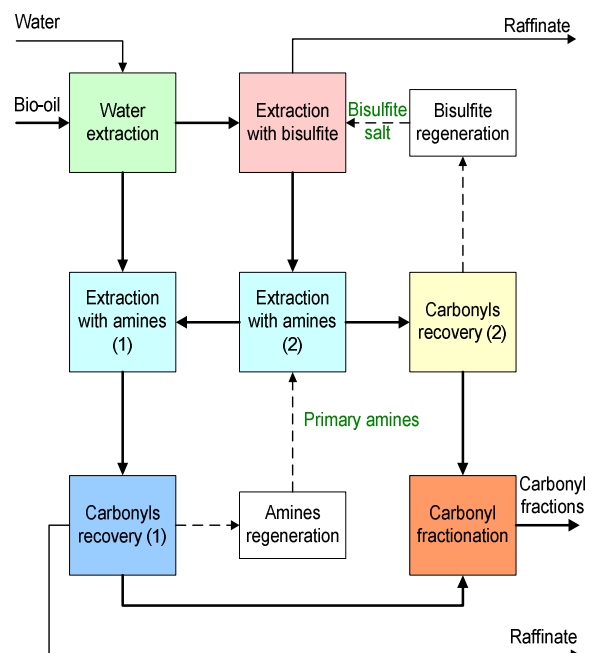 Water
Raffinate
Bio-oil
Water
extraction
Extraction
with bisulfite
Bisulfite
salt
Bisulfite
regeneration
Extraction
with amines
(1)
Extraction
with amines
(2)
Carbonyls
recovery (2)
Primary amines
Carbonyls
recovery (1)
Amines
regeneration
Carbonyl
fractionation
Carbonyl
fractions
Raffinate